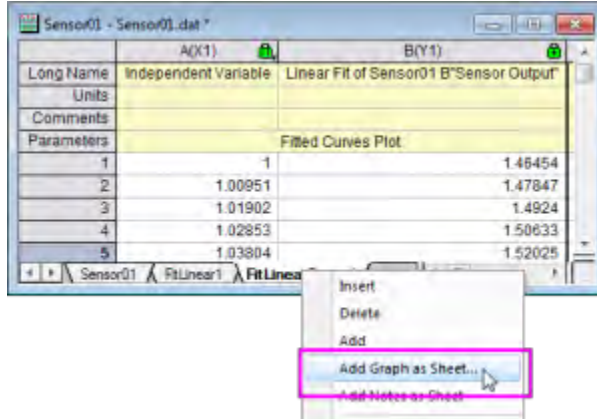 Sensor01 - Sensor01.dat *
A(X1) B(Y1)
Long Name Independent Variable Linear Fit of Sensor01 B"Sensor Output"
Units
Comments
Parameters Fitted Curves Plot
1 1 1.46454
2 1.00951 1.47847
3 1.01902 1.4924
4 1.02853 1.50633
5 1.03804 1.52025
Sensor01 FitLinear1 FitLinea
Insert
Delete
Add
Add Graph as Sheet...
Add Notes as Sheet